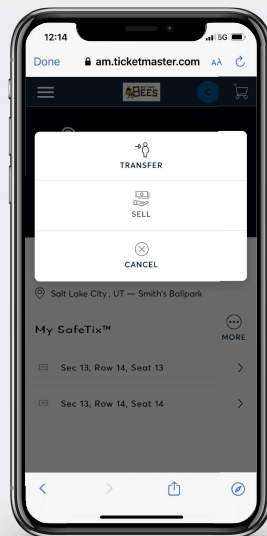 12:14
5G
Done
am.ticketmaster.com
AA
BEES
C
TRANSFER
SELL
CANCEL
Salt Lake City, UT — Smith's Ballpark
My SafeTix™
MORE
Sec 13, Row 14, Seat 13
Sec 13, Row 14, Seat 14